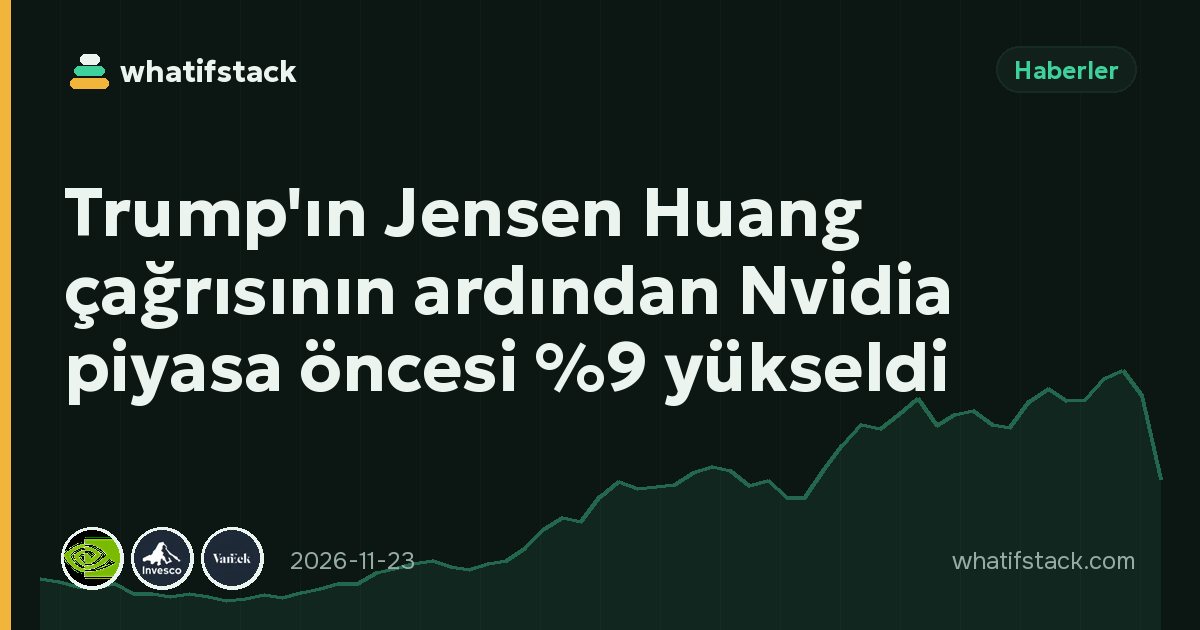 whatifstack
Haberler
Trump'ın Jensen Huang
çağrısının ardından Nvidia
piyasa öncesi %9 yükseldi
Invesco
VanEck
2026-11-23
whatifstack.com